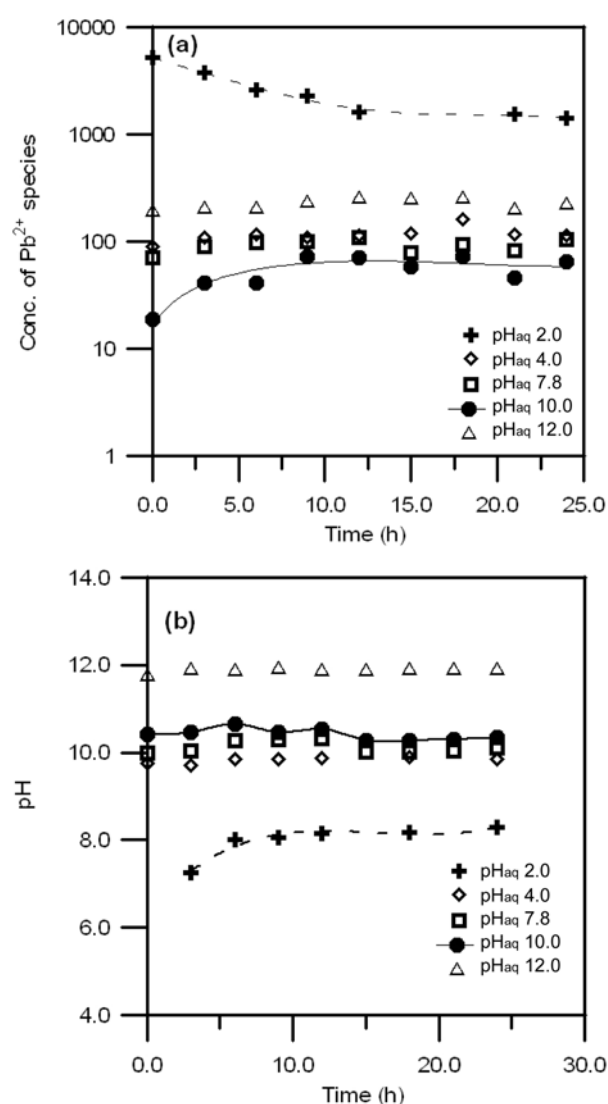 10000
(a)
1000
100
10
1
Conc. of Pb2+ species
pHaq 2.0
pHaq 4.0
pHaq 7.8
pHaq 10.0
pHaq 12.0
0.0 5.0 10.0 15.0 20.0 25.0
Time (h)
14.0
(b)
12.0
10.0
8.0
6.0
4.0
pH
pHaq 2.0
pHaq 4.0
pHaq 7.8
pHaq 10.0
pHaq 12.0
0.0 10.0 20.0 30.0
Time (h)